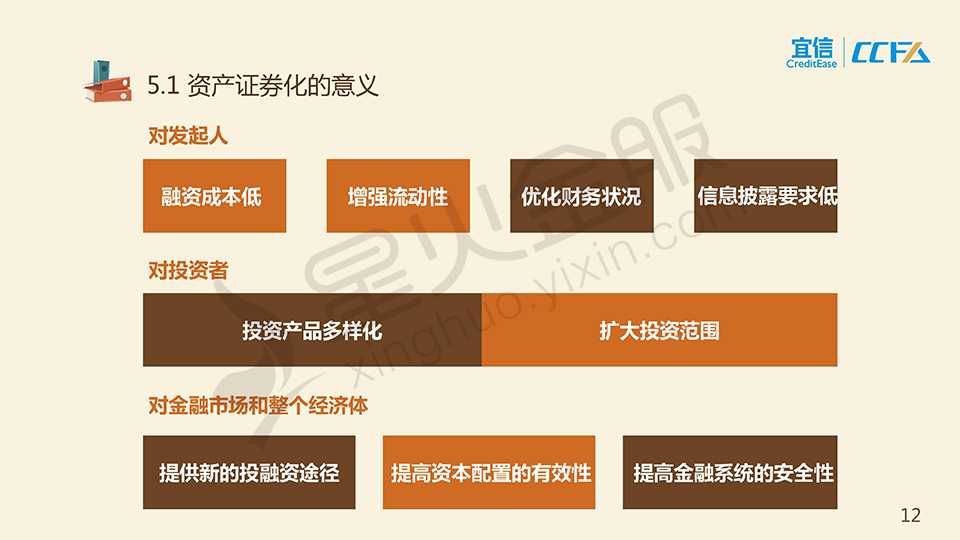 宜信
CreditEase
CCFA
5.1 资产证券化的意义
对发起人
融资成本低
增强流动性
优化财务状况
信息披露要求低
对投资者
投资产品多样化
扩大投资范围
对金融市场和整个经济体
提供新的投融资途径
提高资本配置的有效性
提高金融系统的安全性
星火金服
xinghuo.yixin.com
12